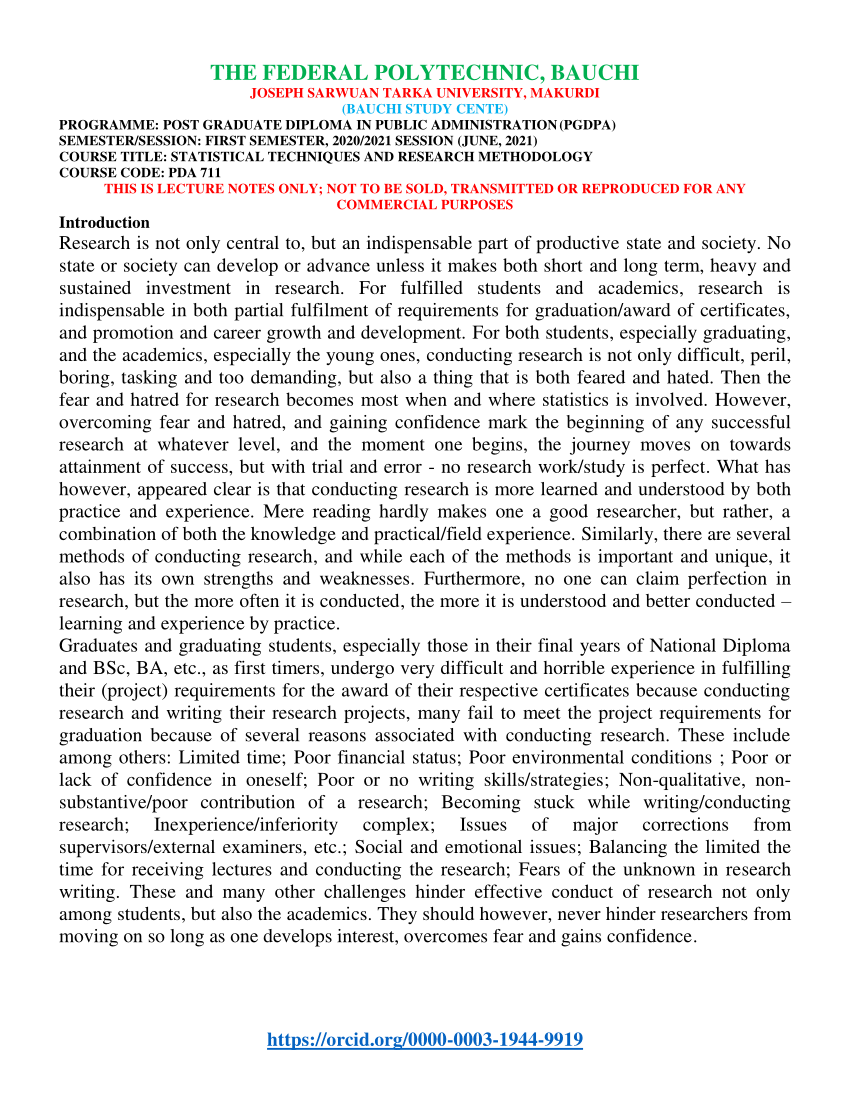 THE FEDERAL POLYTECHNIC, BAUCHI
JOSEPH SARWUAN TARKA UNIVERSITY, MAKURDI
(BAUCHI STUDY CENTE)
PROGRAMME: POST GRADUATE DIPLOMA IN PUBLIC ADMINISTRATION (PGDPA)
SEMESTER/SESSION: FIRST SEMESTER, 2020/2021 SESSION (JUNE, 2021)
COURSE TITLE: STATISTICAL TECHNIQUES AND RESEARCH METHODOLOGY
COURSE CODE: PDA 711
THIS IS LECTURE NOTES ONLY; NOT TO BE SOLD, TRANSMITTED OR REPRODUCED FOR ANY
COMMERCIAL PURPOSES
Introduction
Research is not only central to, but an indispensable part of productive state and society. No
state or society can develop or advance unless it makes both short and long term, heavy and
sustained investment in research. For fulfilled students and academics, research is
indispensable in both partial fulfilment of requirements for graduation/award of certificates,
and promotion and career growth and development. For both students, especially graduating,
and the academics, especially the young ones, conducting research is not only difficult, peril,
boring, tasking and too demanding, but also a thing that is both feared and hated. Then the
fear and hatred for research becomes most when and where statistics is involved. However,
overcoming fear and hatred, and gaining confidence mark the beginning of any successful
research at whatever level, and the moment one begins, the journey moves on towards
attainment of success, but with trial and error - no research work/study is perfect. What has
however, appeared clear is that conducting research is more learned and understood by both
practice and experience. Mere reading hardly makes one a good researcher, but rather, a
combination of both the knowledge and practical/field experience. Similarly, there are several
methods of conducting research, and while each of the methods is important and unique, it
also has its own strengths and weaknesses. Furthermore, no one can claim perfection in
research, but the more often it is conducted, the more it is understood and better conducted –
learning and experience by practice.
Graduates and graduating students, especially those in their final years of National Diploma
and BSc, BA, etc., as first timers, undergo very difficult and horrible experience in fulfilling
their (project) requirements for the award of their respective certificates because conducting
research and writing their research projects, many fail to meet the project requirements for
graduation because of several reasons associated with conducting research. These include
among others: Limited time; Poor financial status; Poor environmental conditions ; Poor or
lack of confidence in oneself; Poor or no writing skills/strategies; Non-qualitative, non-
substantive/poor contribution of a research; Becoming stuck while writing/conducting
research; Inexperience/inferiority complex; Issues of major corrections from
supervisors/external examiners, etc.; Social and emotional issues; Balancing the limited the
time for receiving lectures and conducting the research; Fears of the unknown in research
writing. These and many other challenges hinder effective conduct of research not only
among students, but also the academics. They should however, never hinder researchers from
moving on so long as one develops interest, overcomes fear and gains confidence.
https://orcid.org/0000-0003-1944-9919